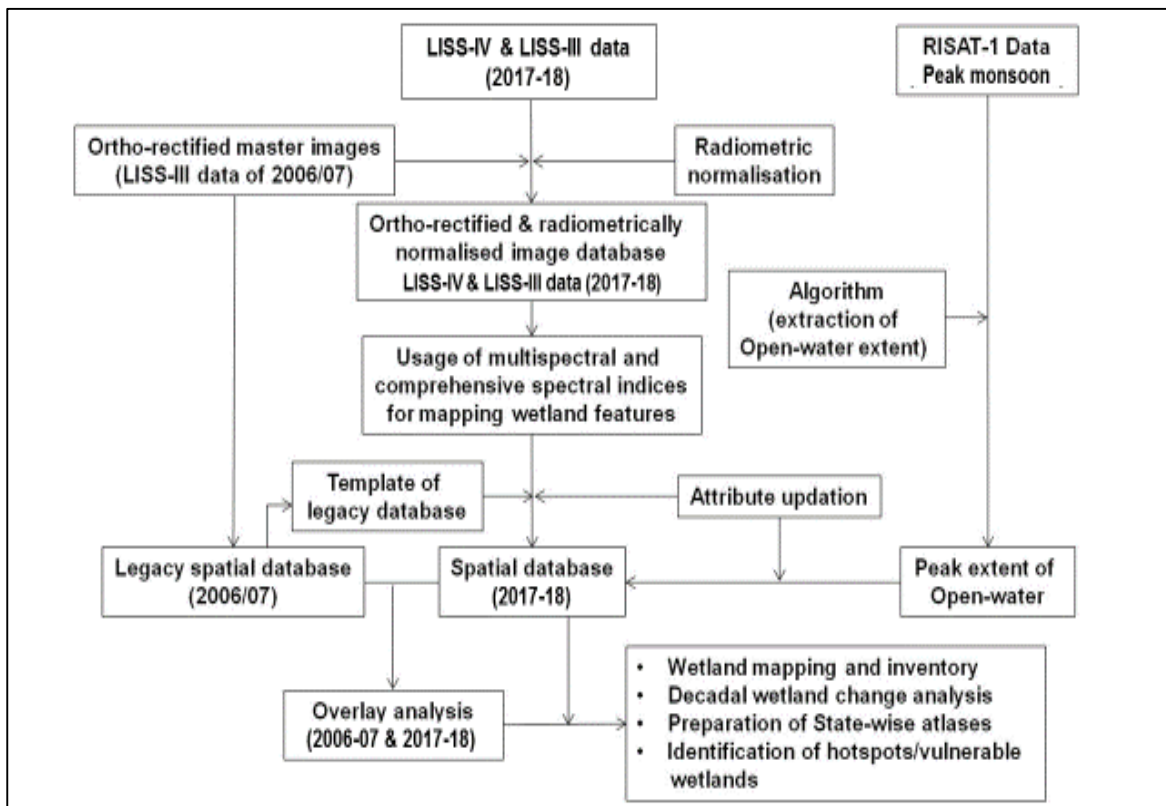 LISS-IV & LISS-III data
(2017-18)
RISAT-1 Data
Peak monsoon
Ortho-rectified master images
(LISS-III data of 2006/07)
Radiometric
normalisation
Ortho-rectified & radiometrically
normalised image database
LISS-IV & LISS-III data (2017-18)
Algorithm
(extraction of
Open-water extent)
Usage of multispectral and
comprehensive spectral indices
for mapping wetland features
Template of
legacy database
Attribute updation
Legacy spatial database
(2006/07)
Spatial database
(2017-18)
Peak extent of
Open-water
Overlay analysis
(2006-07 & 2017-18)
• Wetland mapping and inventory
• Decadal wetland change analysis
• Preparation of State-wise atlases
• Identification of hotspots/vulnerable
wetlands